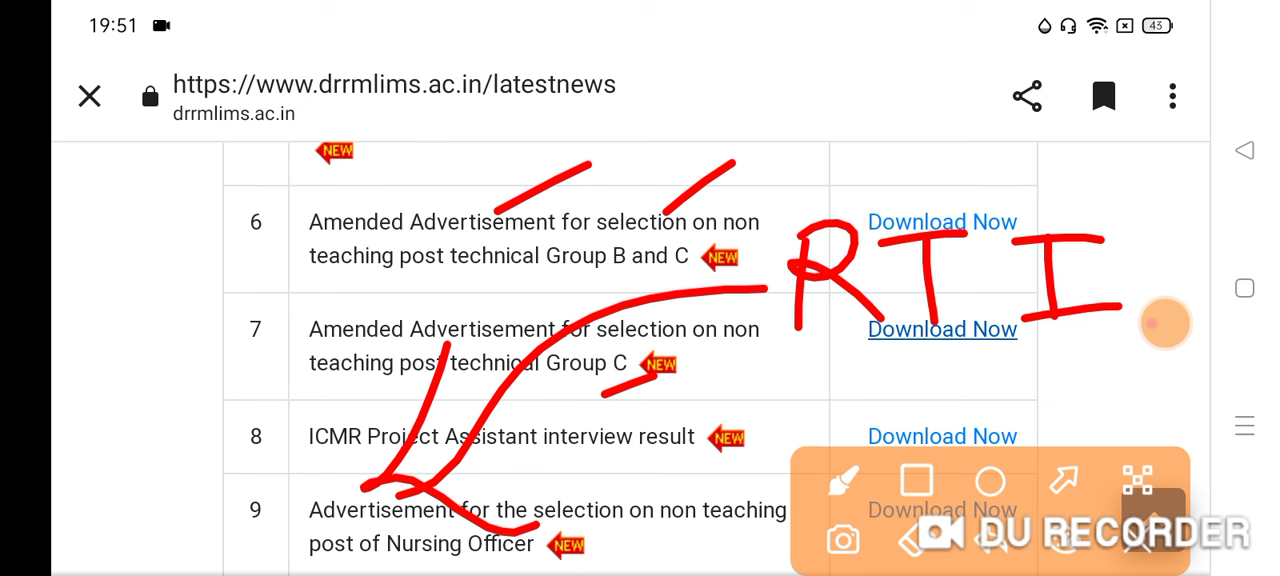 19:51
43
https://www.drrmlims.ac.in/latestnews
drrmlims.ac.in
NEW
6 Amended Advertisement for selection on non Download Now
teaching post technical Group B and C NEW
RTI
7 Amended Advertisement for selection on non Download Now
teaching post technical Group C NEW
8 ICMR Project Assistant interview result NEW Download Now
9 Advertisement for the selection on non teaching Download Now
post of Nursing Officer NEW
DU RECORDER